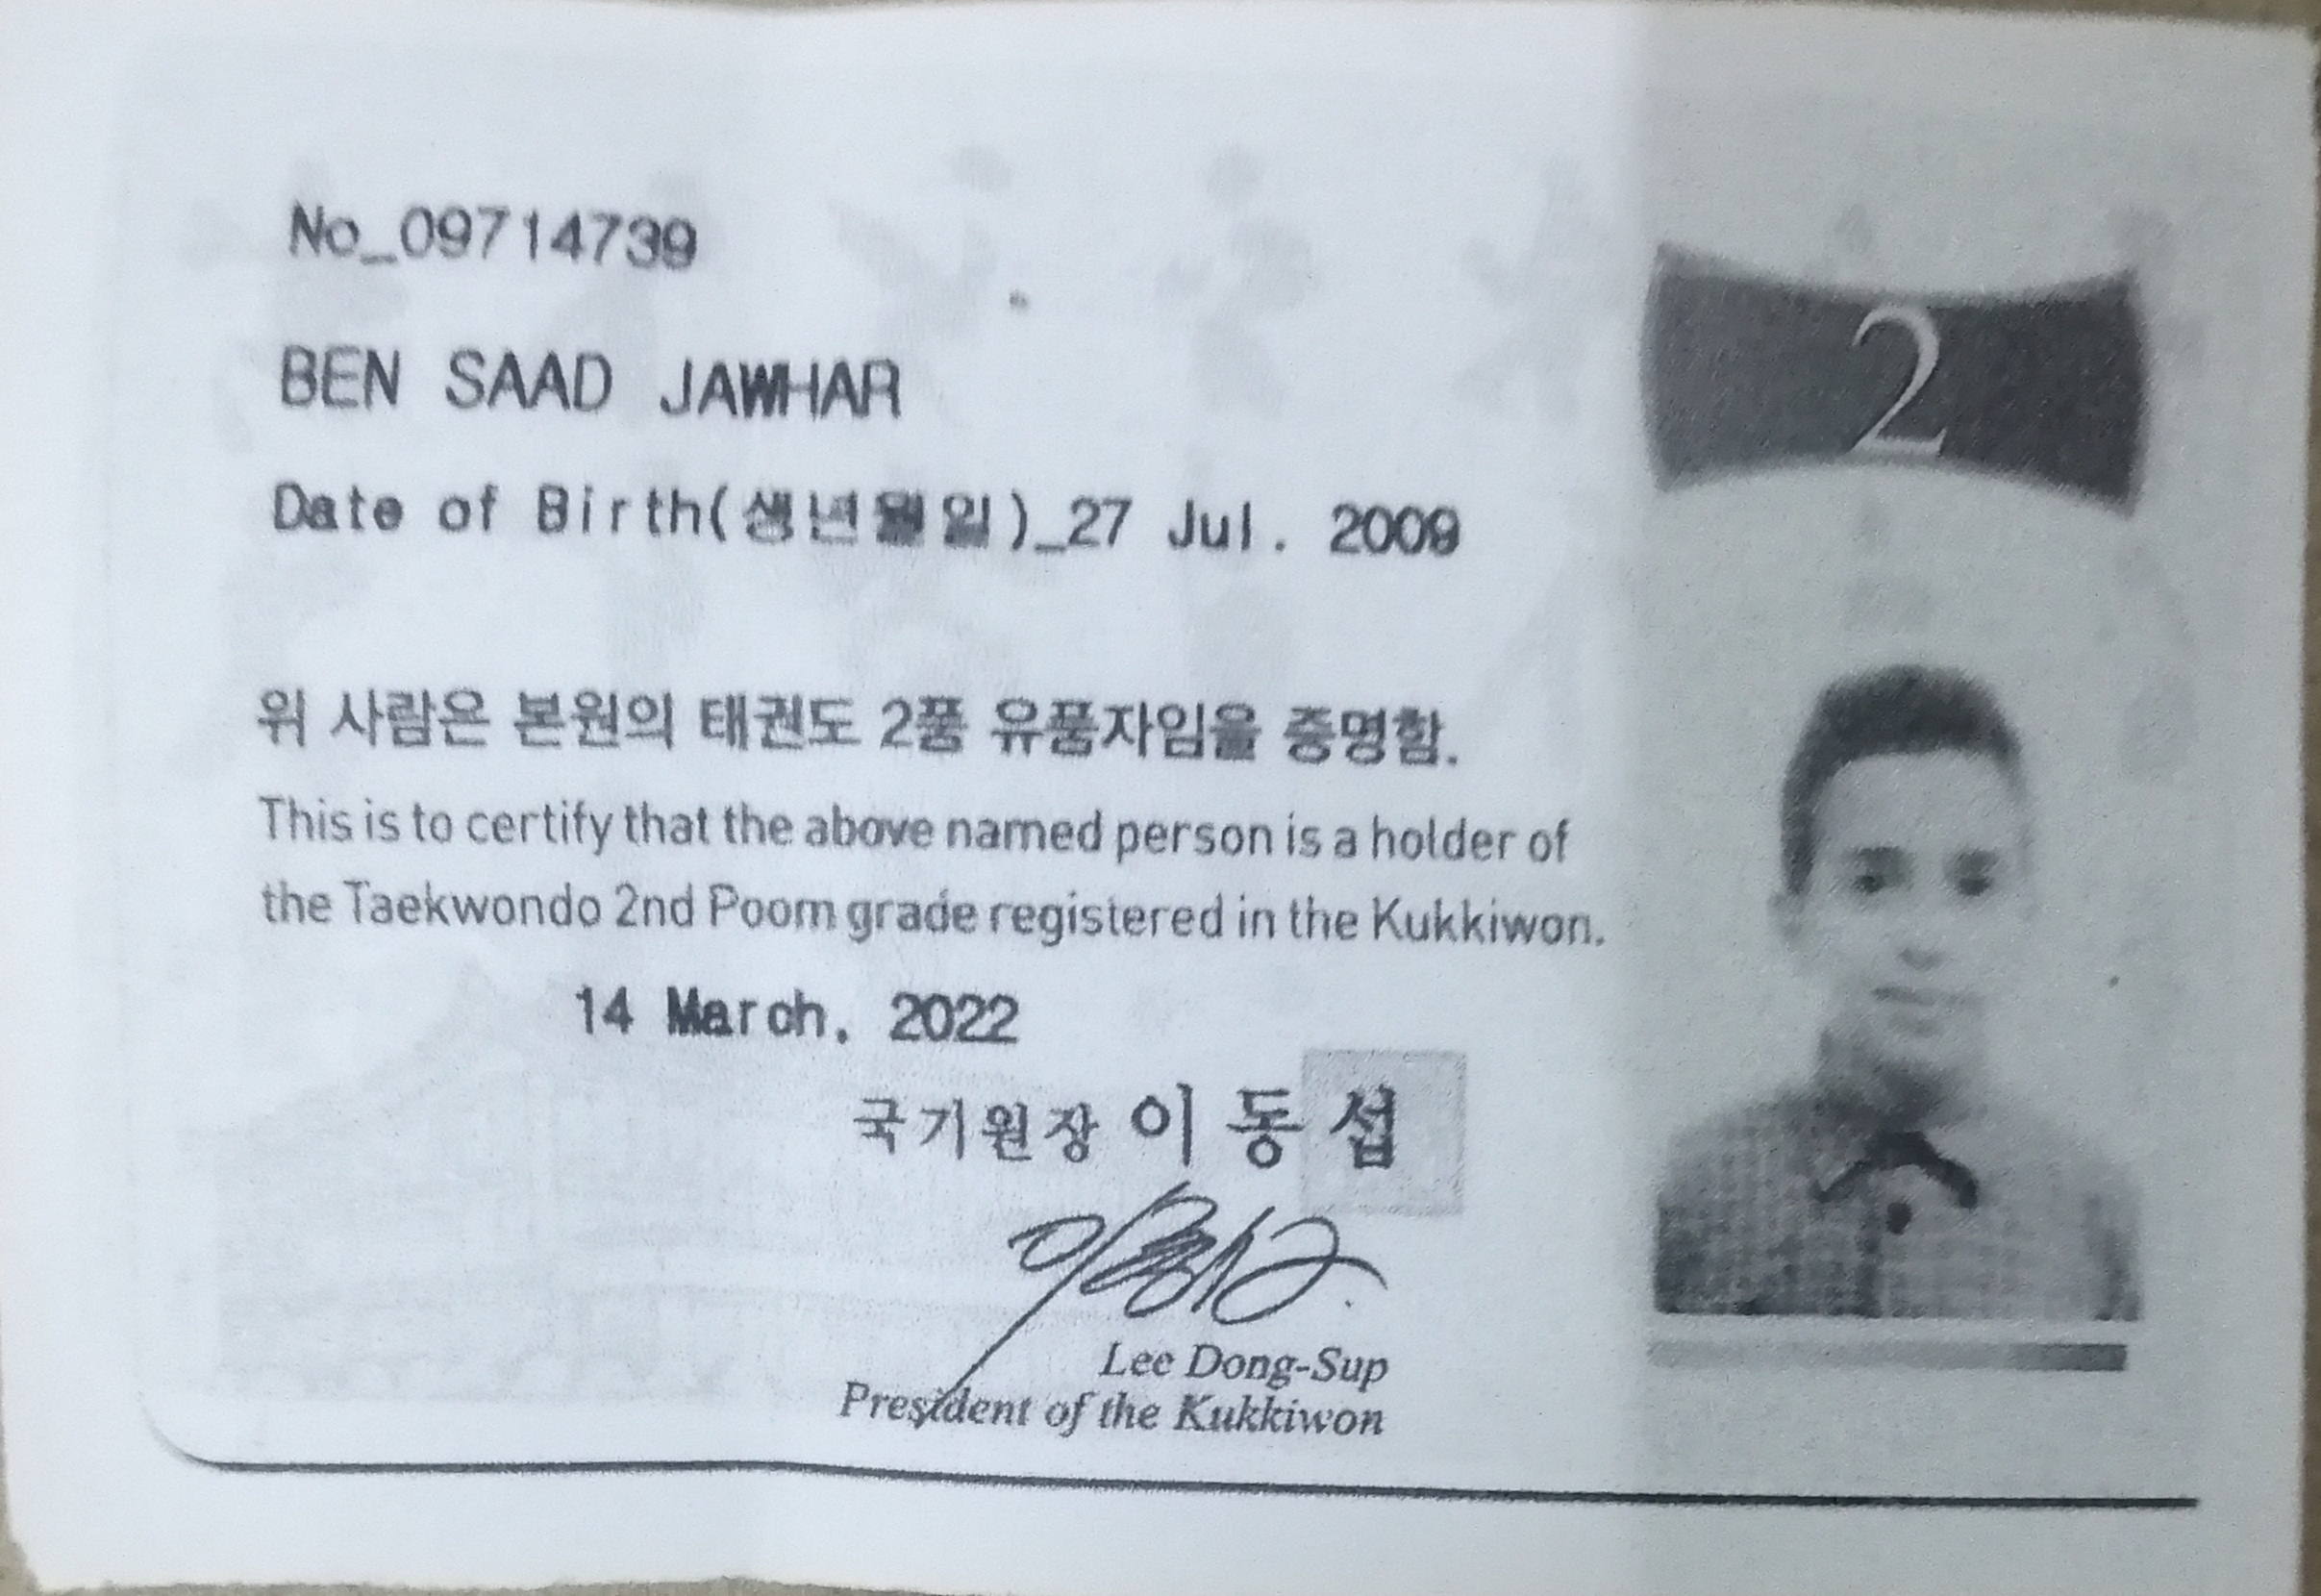 No_09714739
BEN SAAD JAWHAR
Date of Birth(생년월일)_27 Jul. 2009
위 사람은 본원의 태권도 2품 유품자임을 증명함.
This is to certify that the above named person is a holder of
the Taekwondo 2nd Poom grade registered in the Kukkiwon.
14 March, 2022
국기원장 이동섭
Lee Dong-Sup
President of the Kukkiwon
2